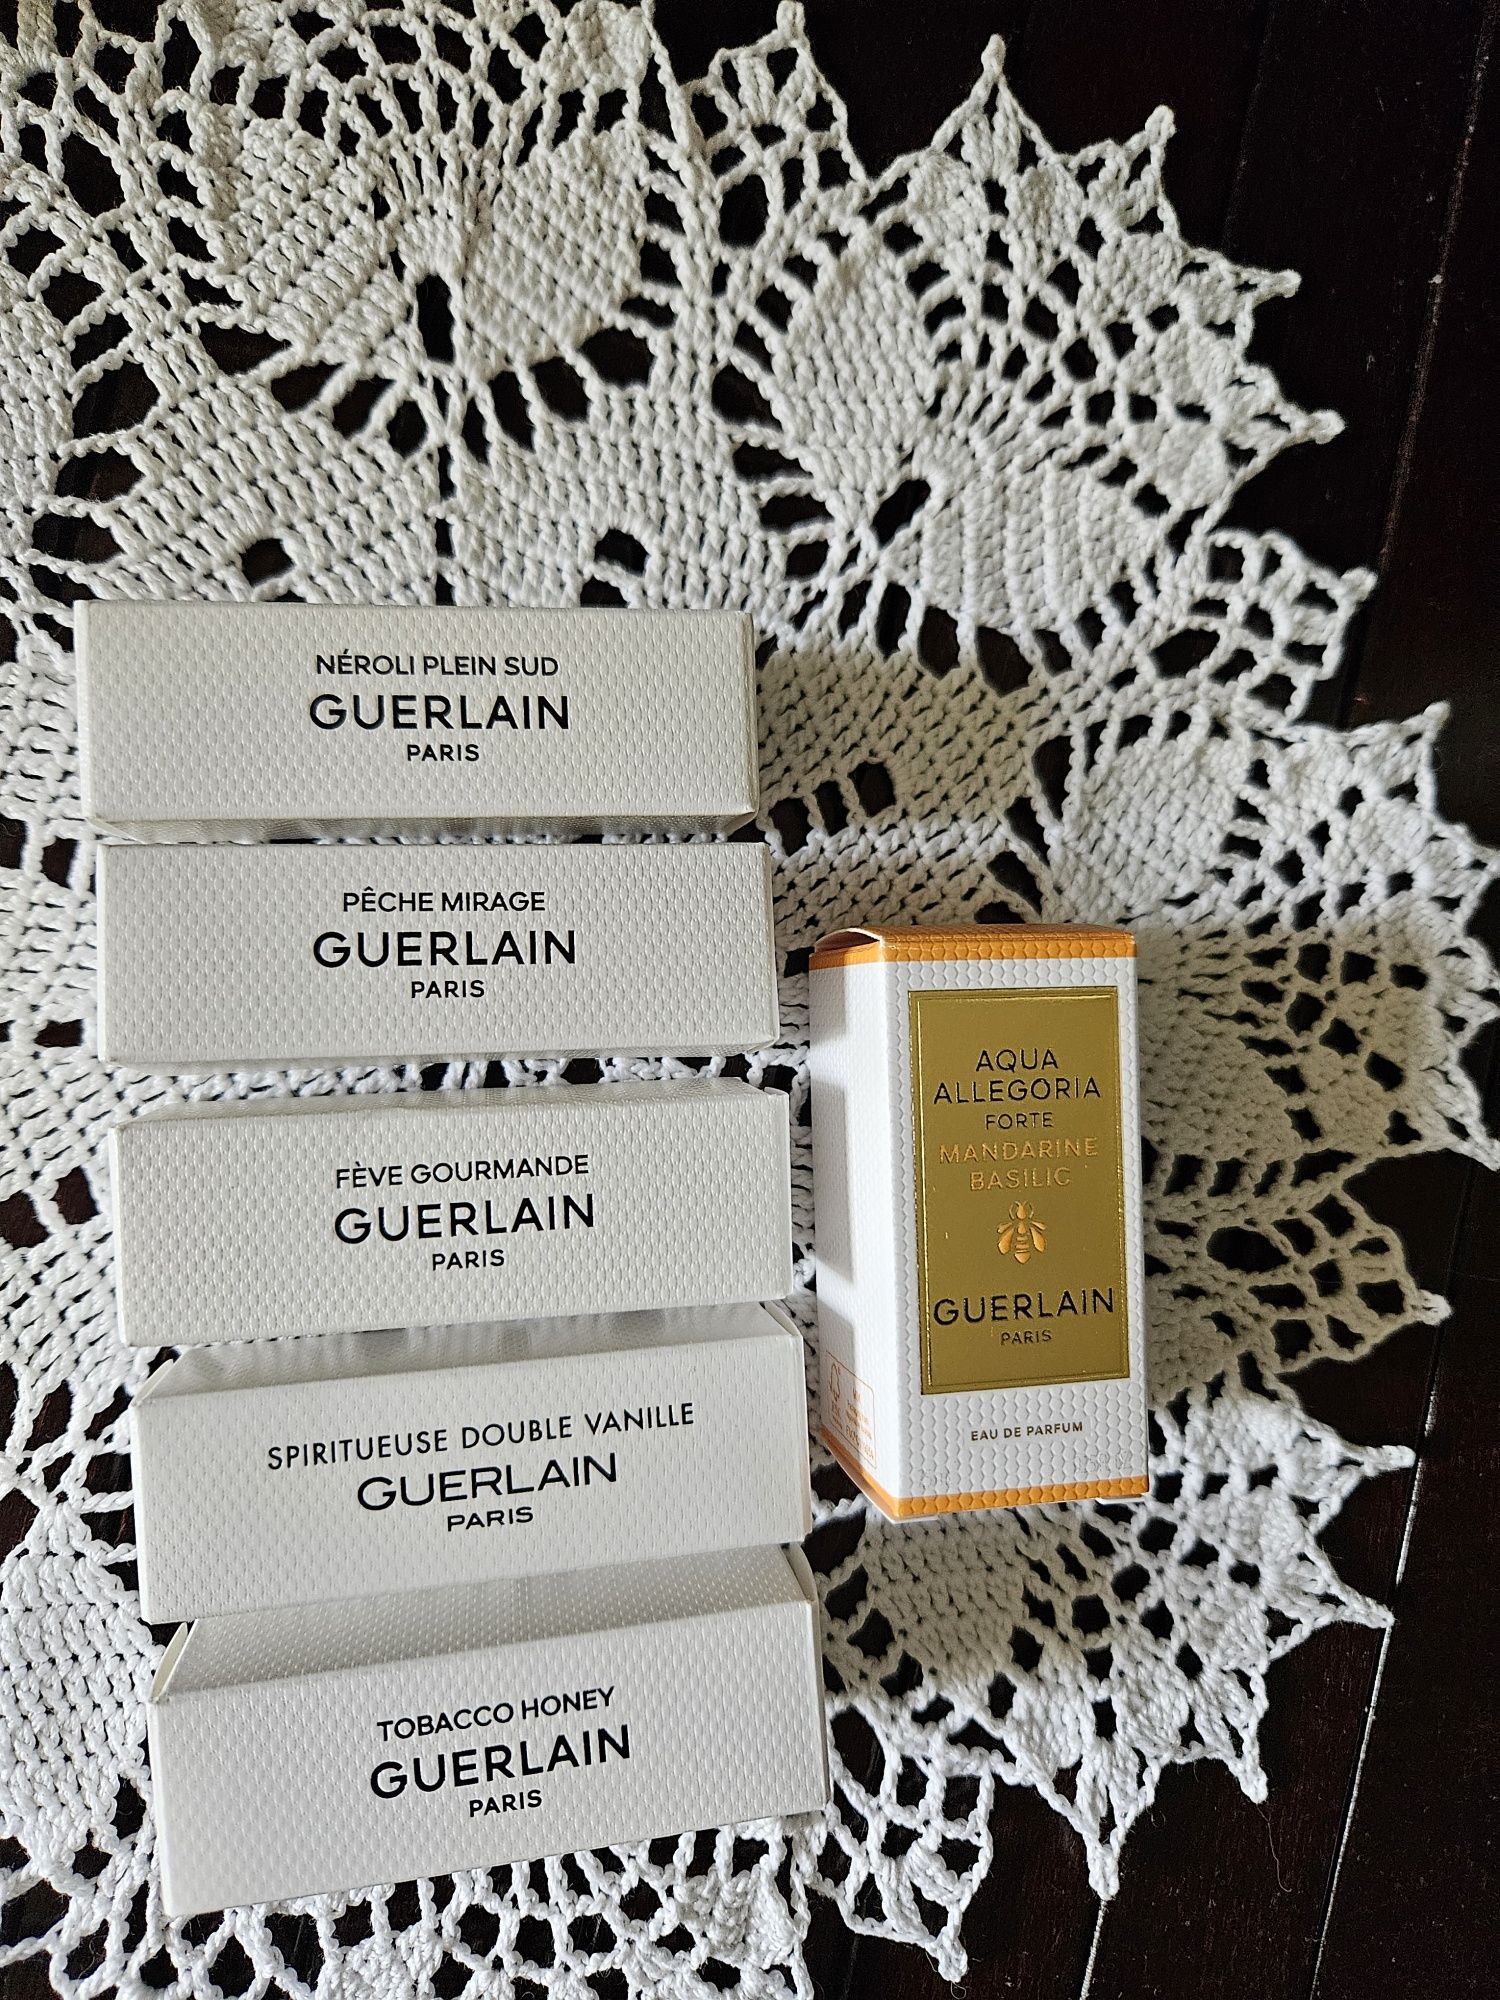 NÉROLI PLEIN SUD
GUERLAIN
PARIS
PÊCHE MIRAGE
GUERLAIN
PARIS
FÈVE GOURMANDE
GUERLAIN
PARIS
SPIRITUEUSE DOUBLE VANILLE
GUERLAIN
PARIS
TOBACCO HONEY
GUERLAIN
PARIS
AQUA
ALLEGORIA
FORTE
MANDARINE
BASILIC
GUERLAIN
PARIS
EAU DE PARFUM